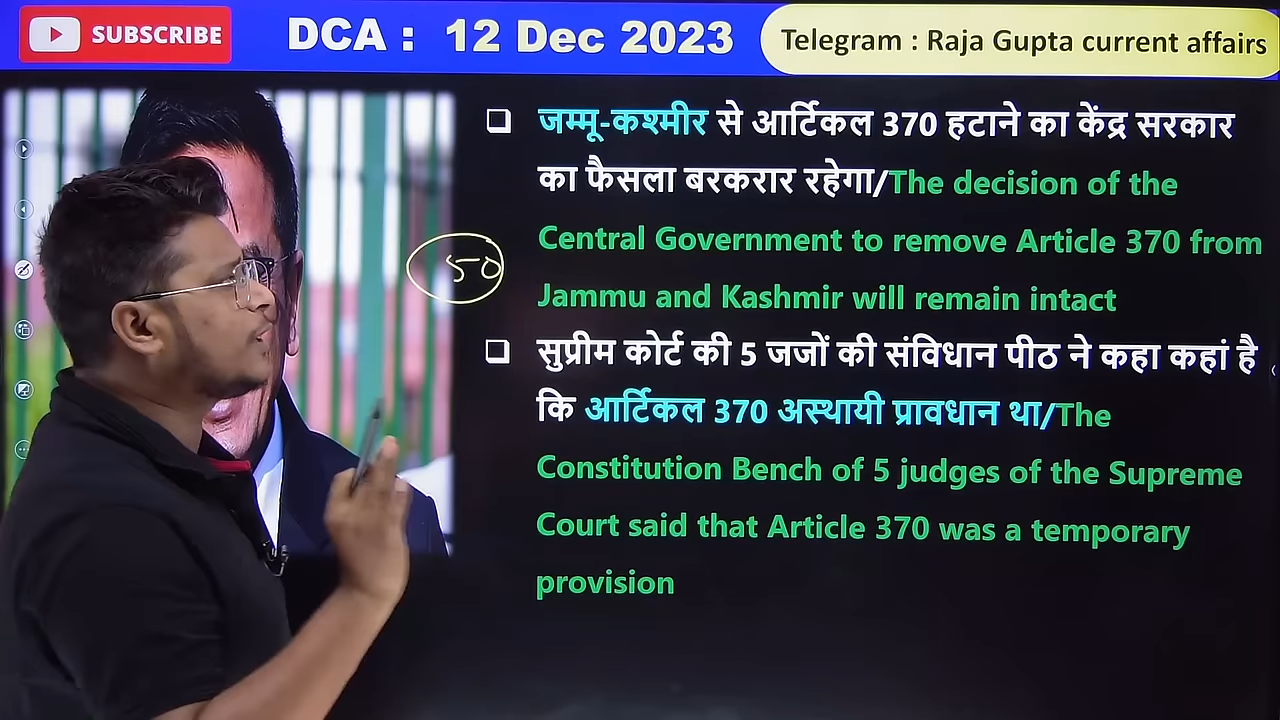 SUBSCRIBE
DCA : 12 Dec 2023
Telegram : Raja Gupta current affairs
जम्मू-कश्मीर से आर्टिकल 370 हटाने का केंद्र सरकार
का फैसला बरकरार रहेगा/The decision of the
Central Government to remove Article 370 from
Jammu and Kashmir will remain intact
50
सुप्रीम कोर्ट की 5 जजों की संविधान पीठ ने कहा कहां है
कि आर्टिकल 370 अस्थायी प्रावधान था/The
Constitution Bench of 5 judges of the Supreme
Court said that Article 370 was a temporary
provision